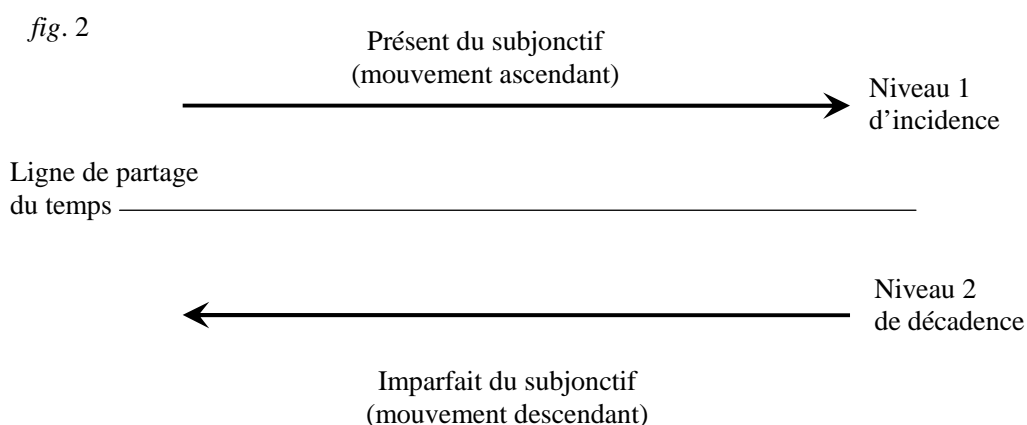 fig. 2
Présent du subjonctif
(mouvement ascendant)
Niveau 1
d’incidence
Ligne de partage
du temps
Niveau 2
de décadence
Imparfait du subjonctif
(mouvement descendant)